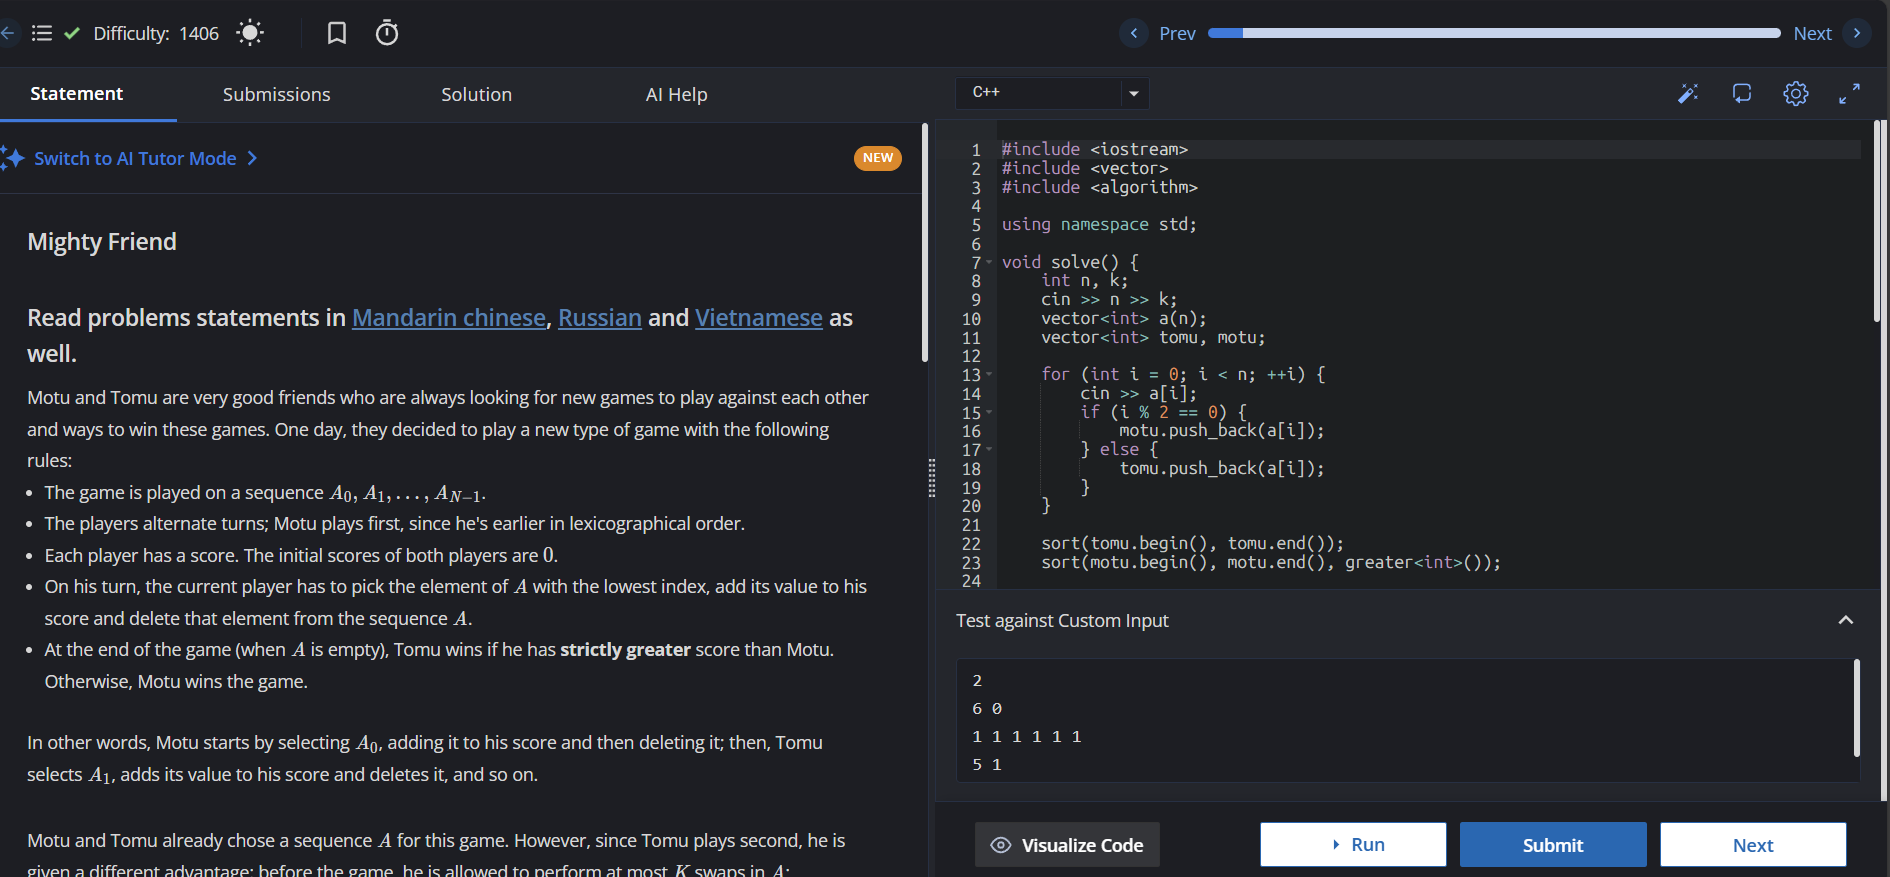 Difficulty: 1406
Prev
Next
Statement
Submissions
Solution
AI Help
C++
Switch to AI Tutor Mode
NEW
Mighty Friend
Read problems statements in Mandarin chinese, Russian and Vietnamese as
well.
Motu and Tomu are very good friends who are always looking for new games to play against each other
and ways to win these games. One day, they decided to play a new type of game with the following
rules:
• The game is played on a sequence A0, A1, ..., AN−1.
• The players alternate turns; Motu plays first, since he's earlier in lexicographical order.
• Each player has a score. The initial scores of both players are 0.
• On his turn, the current player has to pick the element of A with the lowest index, add its value to his
score and delete that element from the sequence A.
• At the end of the game (when A is empty), Tomu wins if he has strictly greater score than Motu.
Otherwise, Motu wins the game.
In other words, Motu starts by selecting A0, adding it to his score and then deleting it; then, Tomu
selects A1, adds its value to his score and deletes it, and so on.
Motu and Tomu already chose a sequence A for this game. However, since Tomu plays second, he is
given a different advantage: before the game, he is allowed to perform at most K swaps in A;
1 #include <iostream>
2 #include <vector>
3 #include <algorithm>
4
5 using namespace std;
6
7 void solve() {
8 int n, k;
9 cin >> n >> k;
10 vector<int> a(n);
11 vector<int> tomu, motu;
12
13 for (int i = 0; i < n; ++i) {
14 cin >> a[i];
15 if (i % 2 == 0) {
16 motu.push_back(a[i]);
17 } else {
18 tomu.push_back(a[i]);
19 }
20 }
21
22 sort(tomu.begin(), tomu.end());
23 sort(motu.begin(), motu.end(), greater<int>());
24
Test against Custom Input
2
6 0
1 1 1 1 1 1
5 1
Visualize Code
Run
Submit
Next